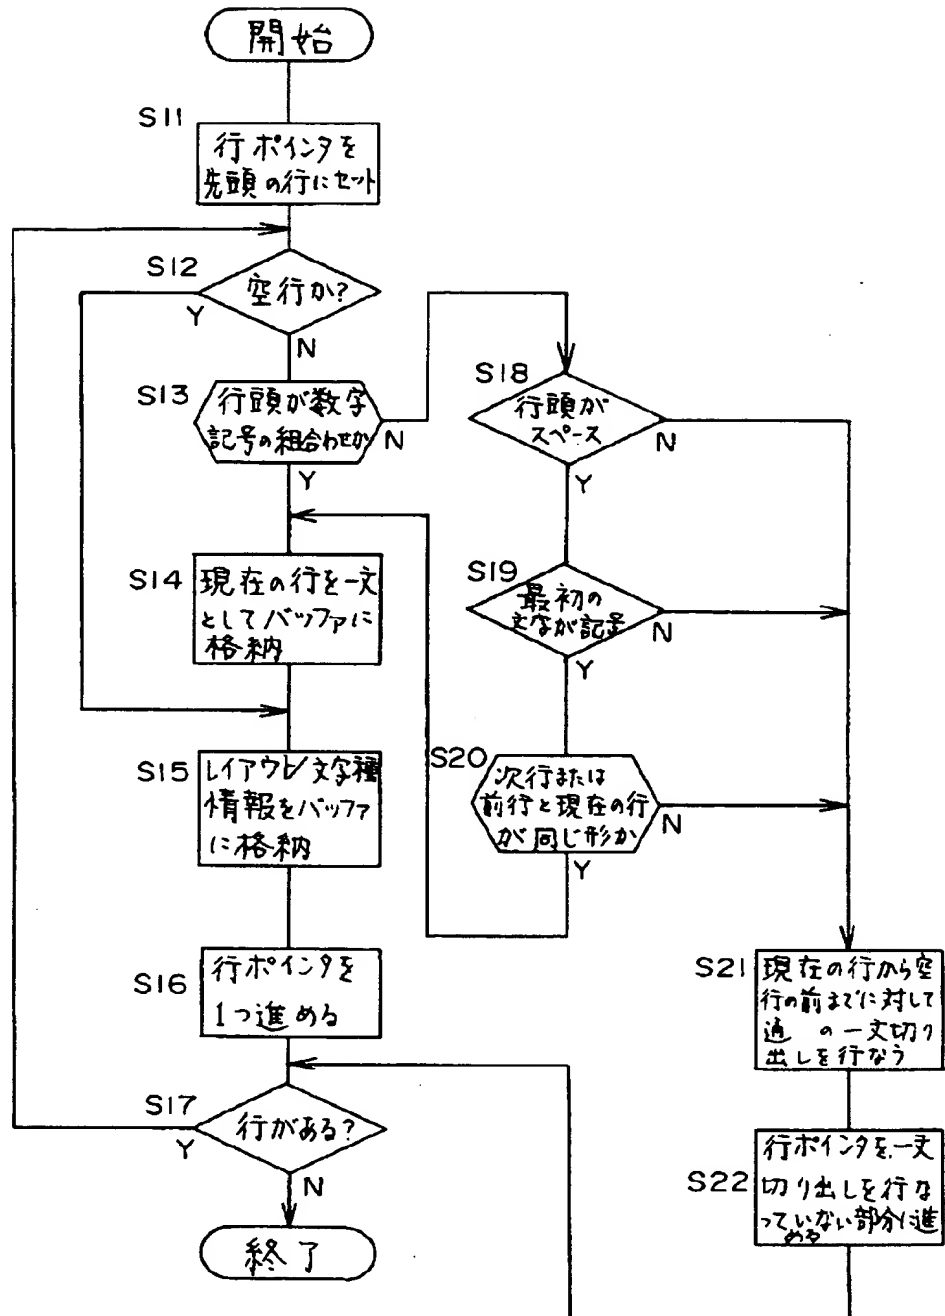 開始
S11
行ポインタを
先頭の行にセット
S12
空行か?
Y
N
S13
行頭が数字
記号の組合わせか
N
Y
S14
現在の行を一文
としてバッファに
格納
S15
レイアウト/文字種
情報をバッファ
に格納
S16
行ポインタを
1つ進める
S17
行がある?
Y
N
終了
S18
行頭が
スペース
N
Y
S19
最初の
文字が記号
N
Y
S20
次行または
前行と現在の行
が同じ形か
N
Y
S21
現在の行から空
行の前までに対して
通 の一文切り
出しを行なう
S22
行ポインタを一文
切り出しを行な
っていない部分に進
める